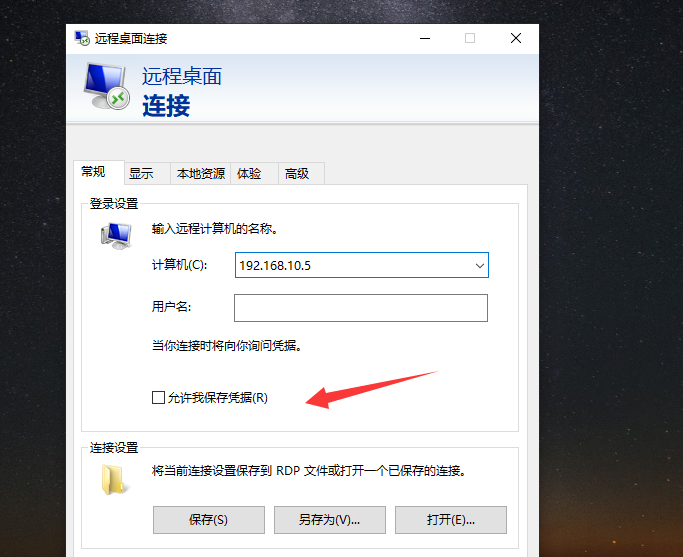 远程桌面连接
远程桌面
连接
常规 显示 本地资源 体验 高级
登录设置
输入远程计算机的名称。
计算机(C): 192.168.10.5
用户名:
当你连接时将向你询问凭据。
允许我保存凭据(R)
连接设置
将当前连接设置保存到 RDP 文件或打开一个已保存的连接。
保存(S) 另存为(V)... 打开(E)...